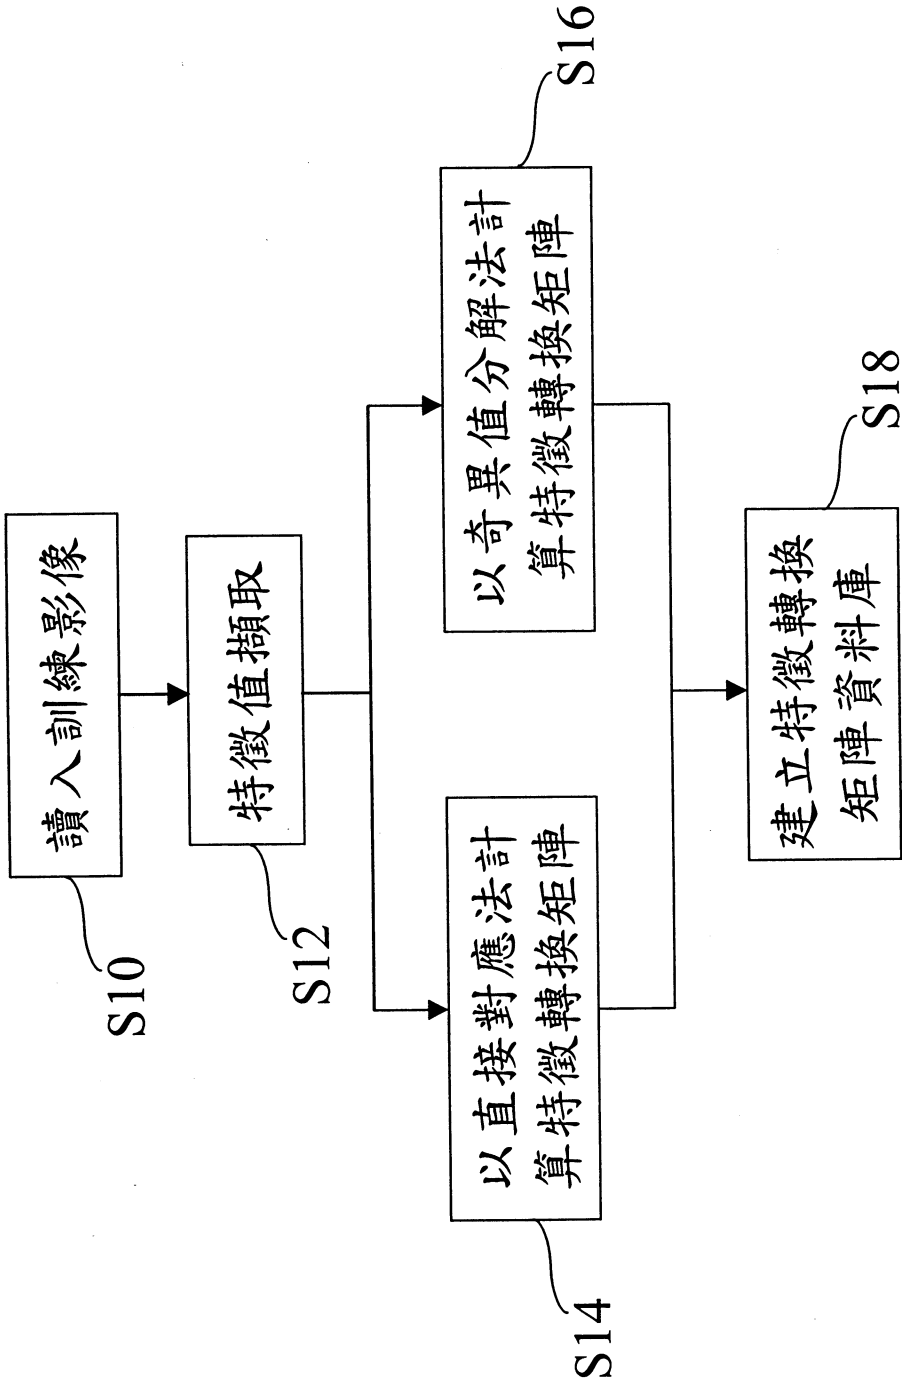 讀入訓練影像
S10
特徵值擷取
S12
以直接對應法計
算特徵轉換矩陣
S14
以奇異值分解法計
算特徵轉換矩陣
S16
建立特徵轉換
矩陣資料庫
S18